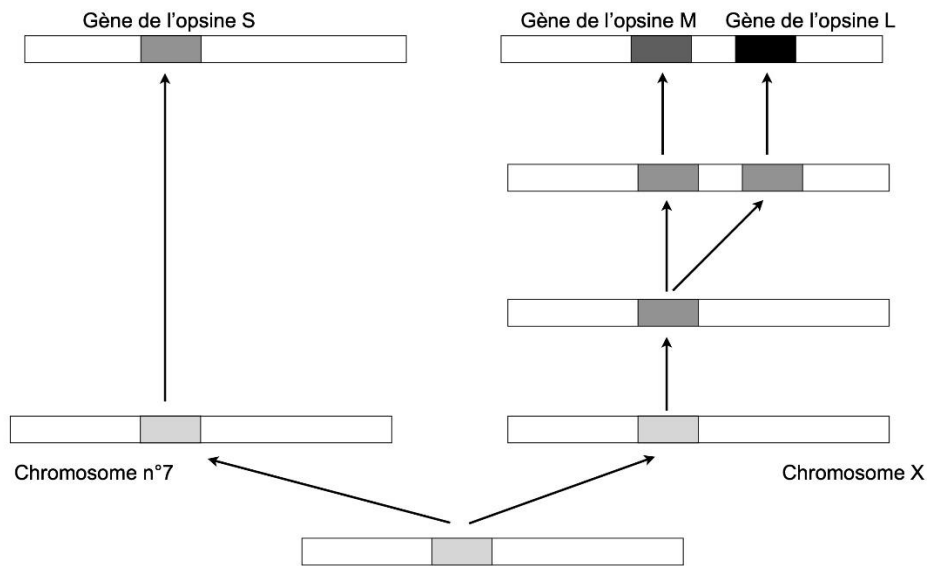 Gène de l'opsine S
Gène de l'opsine M
Gène de l'opsine L
Chromosome n°7
Chromosome X